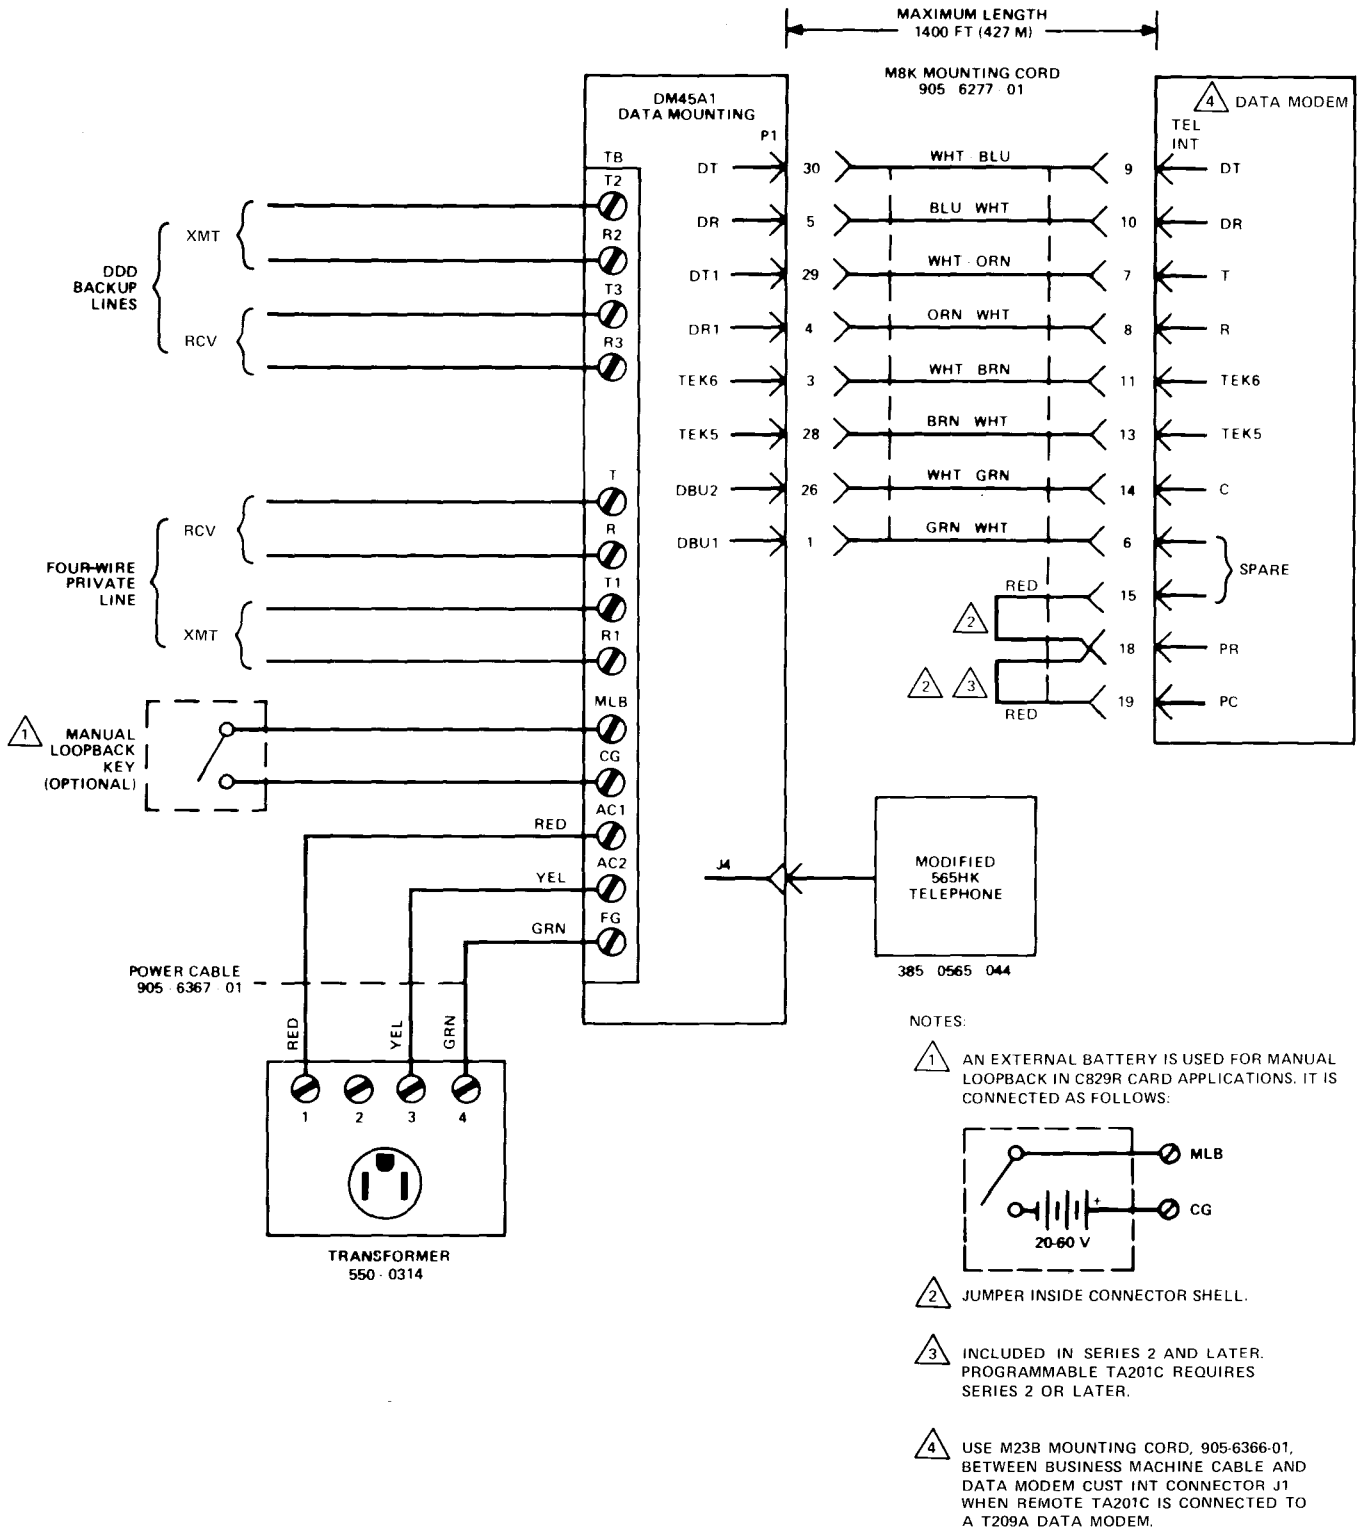 MAXIMUM LENGTH
1400 FT (427 M)
M8K MOUNTING CORD
905 6277 01
DM45A1
DATA MOUNTING
P1
4 DATA MODEM
TEL
INT
TB
T2
R2
T3
R3
T
R
T1
R1
MLB
CG
AC1
AC2
FG
DDD
BACKUP
LINES
XMT
RCV
FOUR-WIRE
PRIVATE
LINE
RCV
XMT
1
MANUAL
LOOPBACK
KEY
(OPTIONAL)
DT 30 WHT - BLU 9 DT
DR 5 BLU WHT 10 DR
DT1 29 WHT - ORN 7 T
DR1 4 ORN WHT 8 R
TEK6 3 WHT BRN 11 TEK6
TEK5 28 BRN WHT 13 TEK5
DBU2 26 WHT GRN 14 C
DBU1 1 GRN WHT 6
SPARE
RED 15
2
18 PR
2 3
RED 19 PC
RED
YEL
GRN
J4
MODIFIED
565HK
TELEPHONE
385 0565 044
POWER CABLE
905 - 6367 - 01
RED
YEL
GRN
1 2 3 4
TRANSFORMER
550 - 0314
NOTES:
1 AN EXTERNAL BATTERY IS USED FOR MANUAL
LOOPBACK IN C829R CARD APPLICATIONS. IT IS
CONNECTED AS FOLLOWS:
MLB
+
CG
20-60 V
2 JUMPER INSIDE CONNECTOR SHELL.
3 INCLUDED IN SERIES 2 AND LATER.
PROGRAMMABLE TA201C REQUIRES
SERIES 2 OR LATER.
4 USE M23B MOUNTING CORD, 905-6366-01,
BETWEEN BUSINESS MACHINE CABLE AND
DATA MODEM CUST INT CONNECTOR J1
WHEN REMOTE TA201C IS CONNECTED TO
A T209A DATA MODEM.